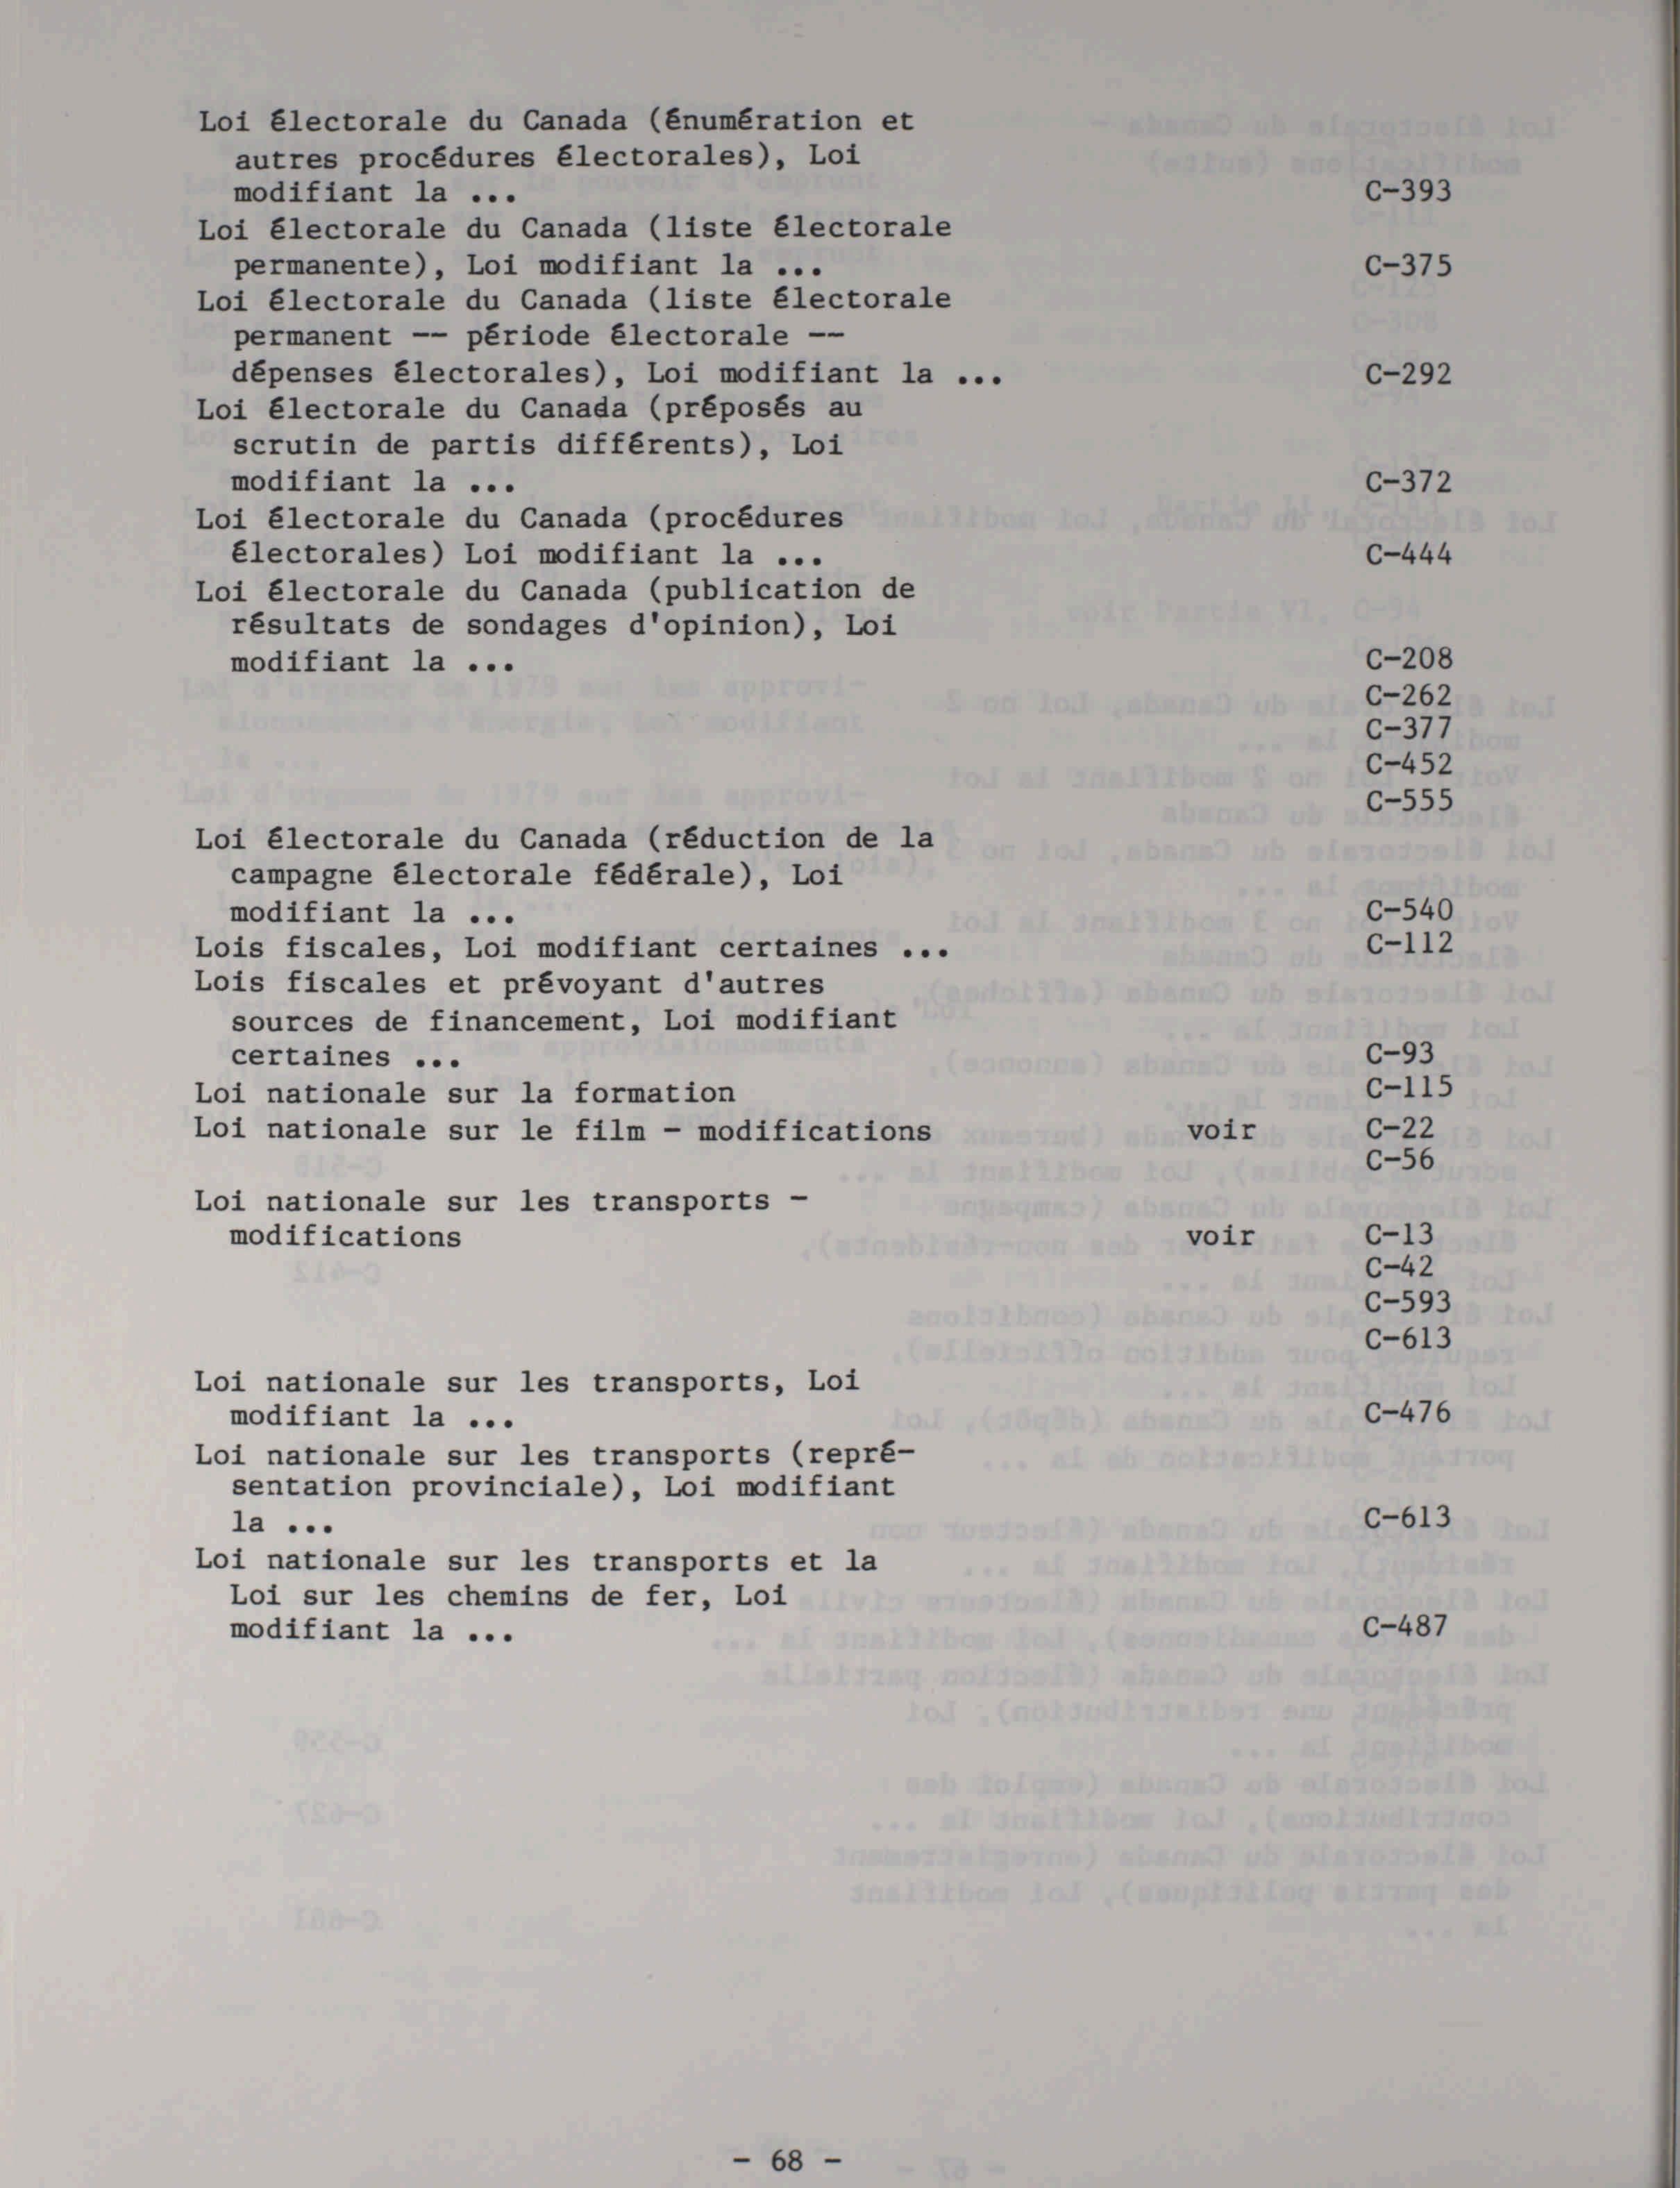 Loi électorale du Canada (énumération et
autres procédures électorales), Loi
modifiant la ... C-393
Loi électorale du Canada (liste électorale
permanente), Loi modifiant la ... C-375
Loi électorale du Canada (liste électorale
permanent -- période électorale --
dépenses électorales), Loi modifiant la ... C-292
Loi électorale du Canada (préposés au
scrutin de partis différents), Loi
modifiant la ... C-372
Loi électorale du Canada (procédures
électorales) Loi modifiant la ... C-444
Loi électorale du Canada (publication de
résultats de sondages d'opinion), Loi
modifiant la ... C-208
C-262
C-377
C-452
C-555
Loi électorale du Canada (réduction de la
campagne électorale fédérale), Loi
modifiant la ... C-540
Lois fiscales, Loi modifiant certaines ... C-112
Lois fiscales et prévoyant d'autres
sources de financement, Loi modifiant
certaines ... C-93
Loi nationale sur la formation C-115
Loi nationale sur le film - modifications voir C-22
C-56
Loi nationale sur les transports -
modifications voir C-13
C-42
C-593
C-613
Loi nationale sur les transports, Loi
modifiant la ... C-476
Loi nationale sur les transports (repré-
sentation provinciale), Loi modifiant
la ... C-613
Loi nationale sur les transports et la
Loi sur les chemins de fer, Loi
modifiant la ... C-487
- 68 -